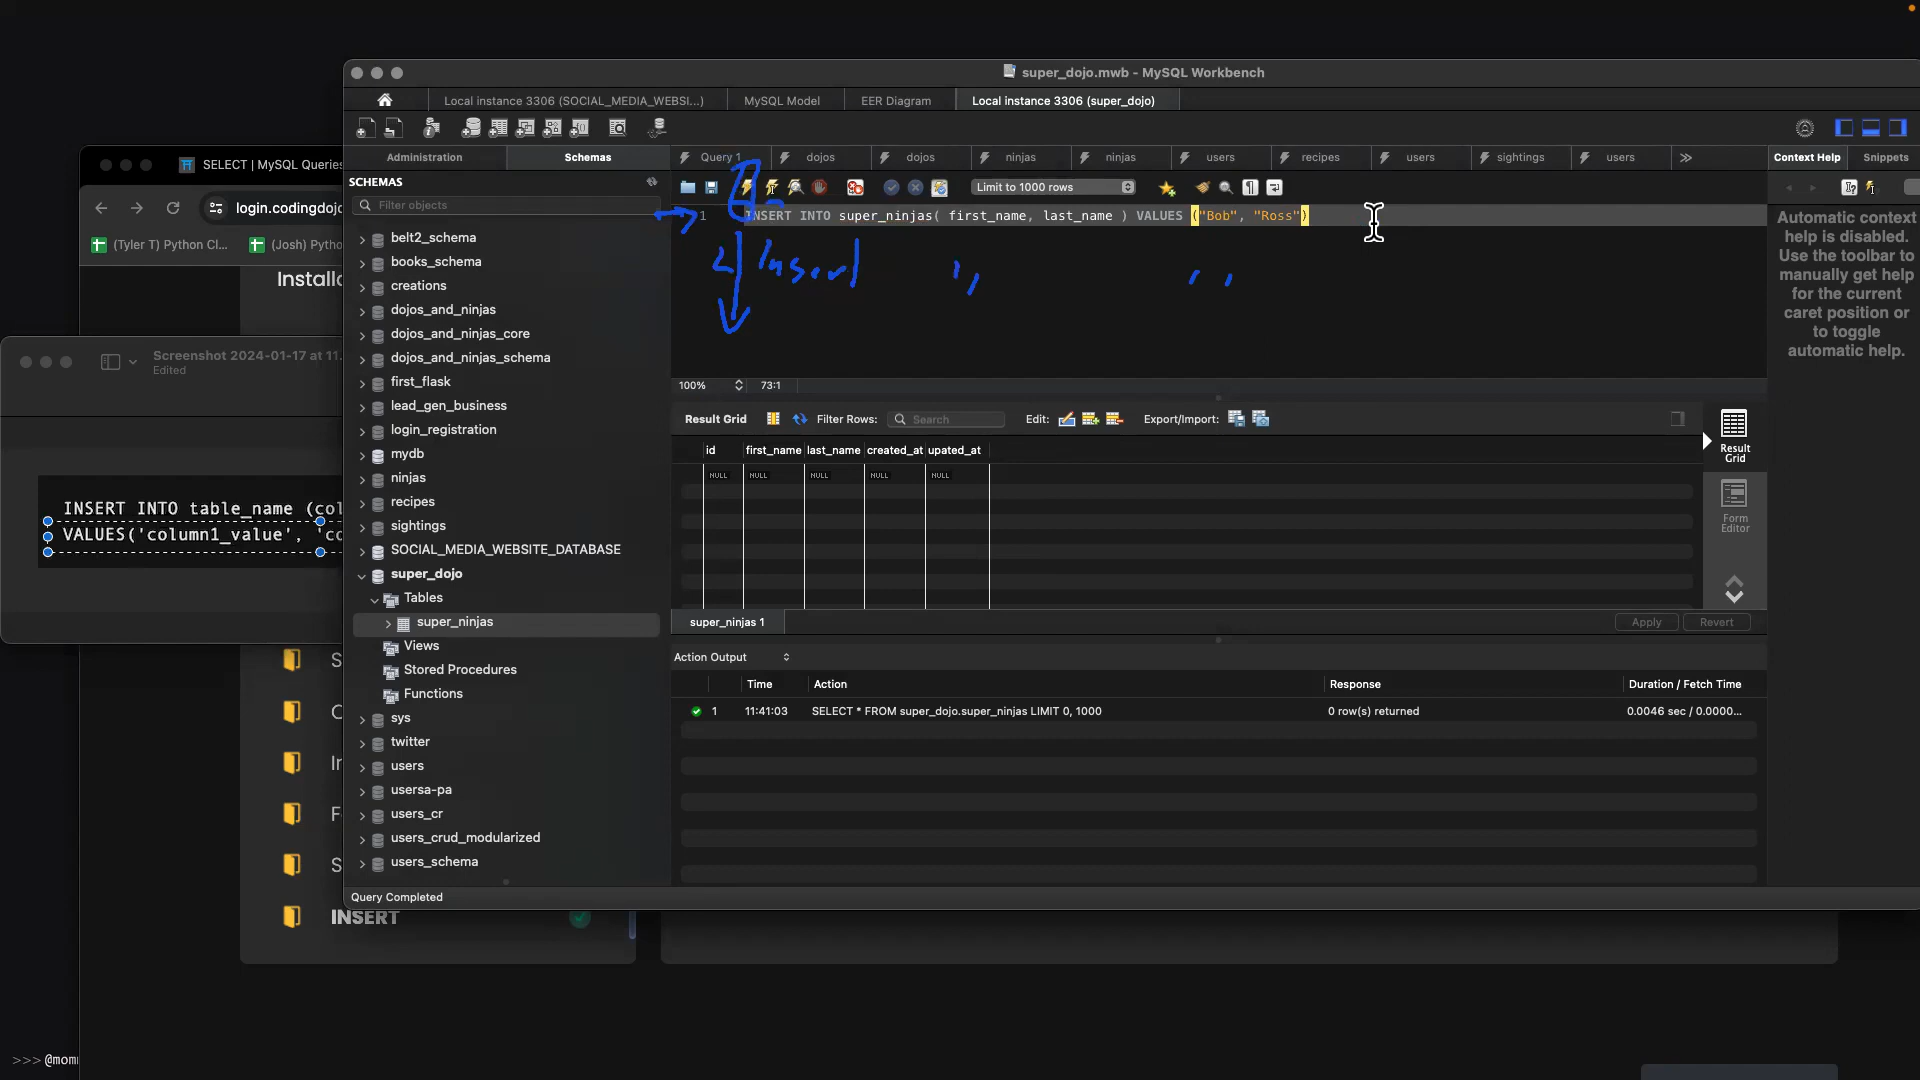 super_dojo.mwb - MySQL Workbench
Local instance 3306 (SOCIAL_MEDIA_WEBSI...)
MySQL Model
EER Diagram
Local instance 3306 (super_dojo)
Administration
Schemas
Query 1
dojos
dojos
ninjas
ninjas
users
recipes
users
sightings
users
Context Help
Snippets
SELECT | MySQL Queries
login.codingdojo
(Tyler T) Python Cl...
(Josh) Pytho
SCHEMAS
Filter objects
Limit to 1000 rows
1 INSERT INTO super_ninjas( first_name, last_name ) VALUES ("Bob", "Ross")
Insert
Automatic context
help is disabled.
Use the toolbar to
manually get help
for the current
caret position or
to toggle
automatic help.
belt2_schema
books_schema
creations
dojos_and_ninjas
dojos_and_ninjas_core
dojos_and_ninjas_schema
first_flask
lead_gen_business
login_registration
mydb
ninjas
recipes
sightings
SOCIAL_MEDIA_WEBSITE_DATABASE
super_dojo
Tables
super_ninjas
Views
Stored Procedures
Functions
sys
twitter
users
usersa-pa
users_cr
users_crud_modularized
users_schema
Query Completed
100% 73:1
Result Grid
Filter Rows:
Search
Edit:
Export/Import:
id first_name last_name created_at upated_at
NULL NULL NULL NULL NULL
Result
Grid
Form
Editor
super_ninjas 1
Apply
Revert
Action Output
Time Action Response Duration / Fetch Time
1 11:41:03 SELECT * FROM super_dojo.super_ninjas LIMIT 0, 1000 0 row(s) returned 0.0046 sec / 0.0000...
Screenshot 2024-01-17 at 11.
Edited
INSERT INTO table_name (col
VALUES('column1_value', 'co
INSERT
>>> @mom